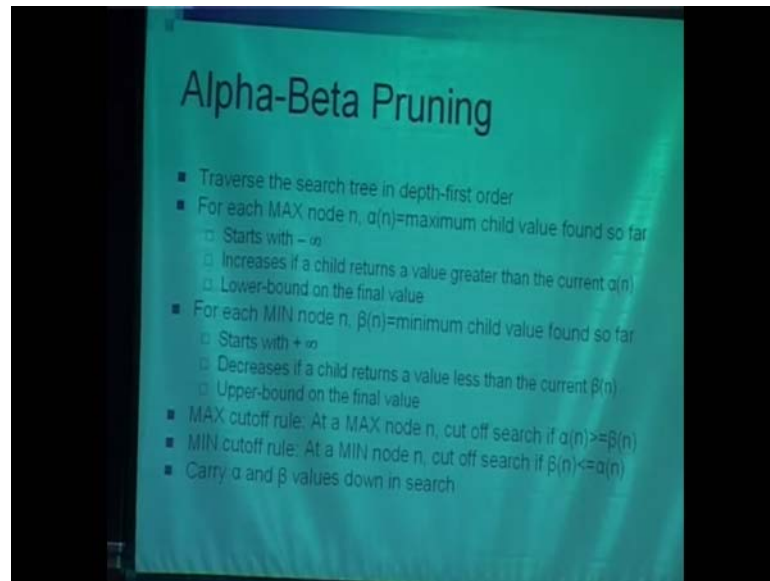 Alpha-Beta Pruning
■ Traverse the search tree in depth-first order
■ For each MAX node n, α(n)=maximum child value found so far
□ Starts with – ∞
□ Increases if a child returns a value greater than the current α(n)
□ Lower-bound on the final value
■ For each MIN node n, β(n)=minimum child value found so far
□ Starts with + ∞
□ Decreases if a child returns a value less than the current β(n)
□ Upper-bound on the final value
■ MAX cutoff rule: At a MAX node n, cut off search if α(n)>=β(n)
■ MIN cutoff rule: At a MIN node n, cut off search if β(n)<=α(n)
■ Carry α and β values down in search